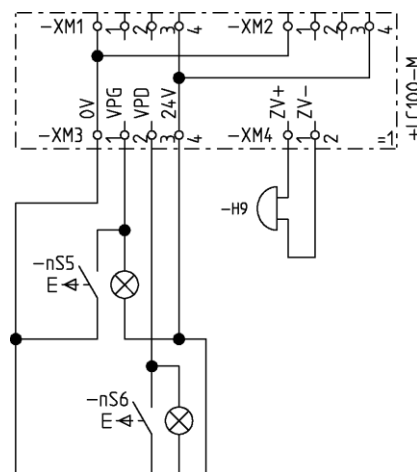 -XM1 1 2 3 4 -XM2 1 2 3 4
0V VPG VPD 24V ZV+ ZV-
-XM3 1 2 3 4 -XM4 1 2 =1
+LC100-M
-H9
-nS5
E
-nS6
E